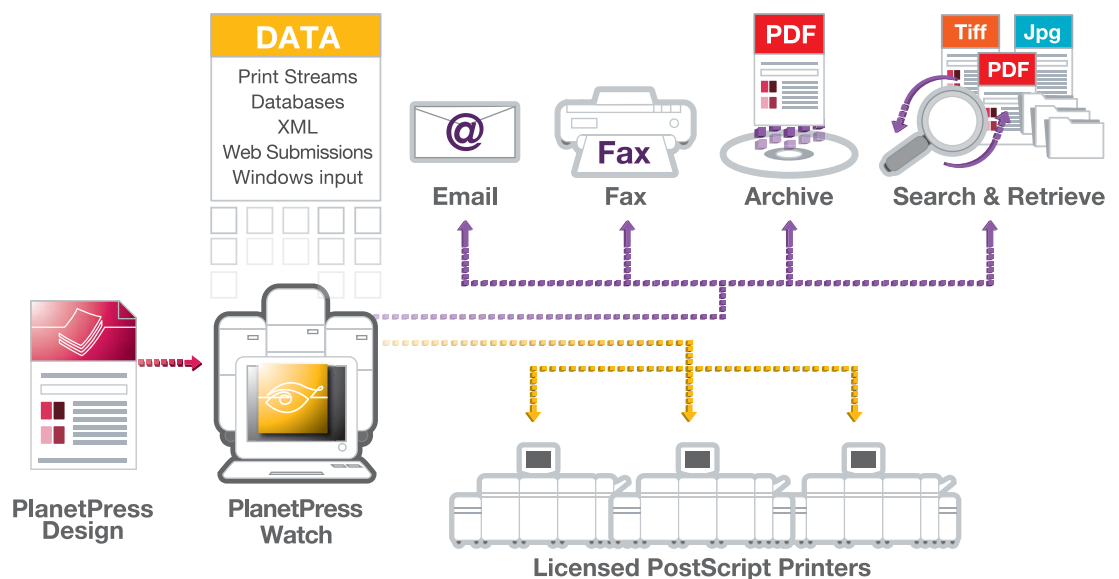 DATA
Print Streams
Databases
XML
Web Submissions
Windows input
@
Email
Fax
Fax
PDF
Archive
Tiff
Jpg
PDF
Search & Retrieve
PlanetPress
Design
PlanetPress
Watch
Licensed PostScript Printers